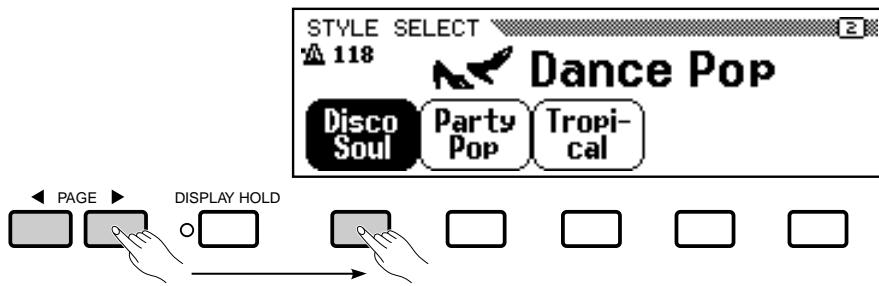 STYLE SELECT 2
118
Dance Pop
Disco Soul
Party Pop
Tropi-
cal
◀ PAGE ▶ DISPLAY HOLD